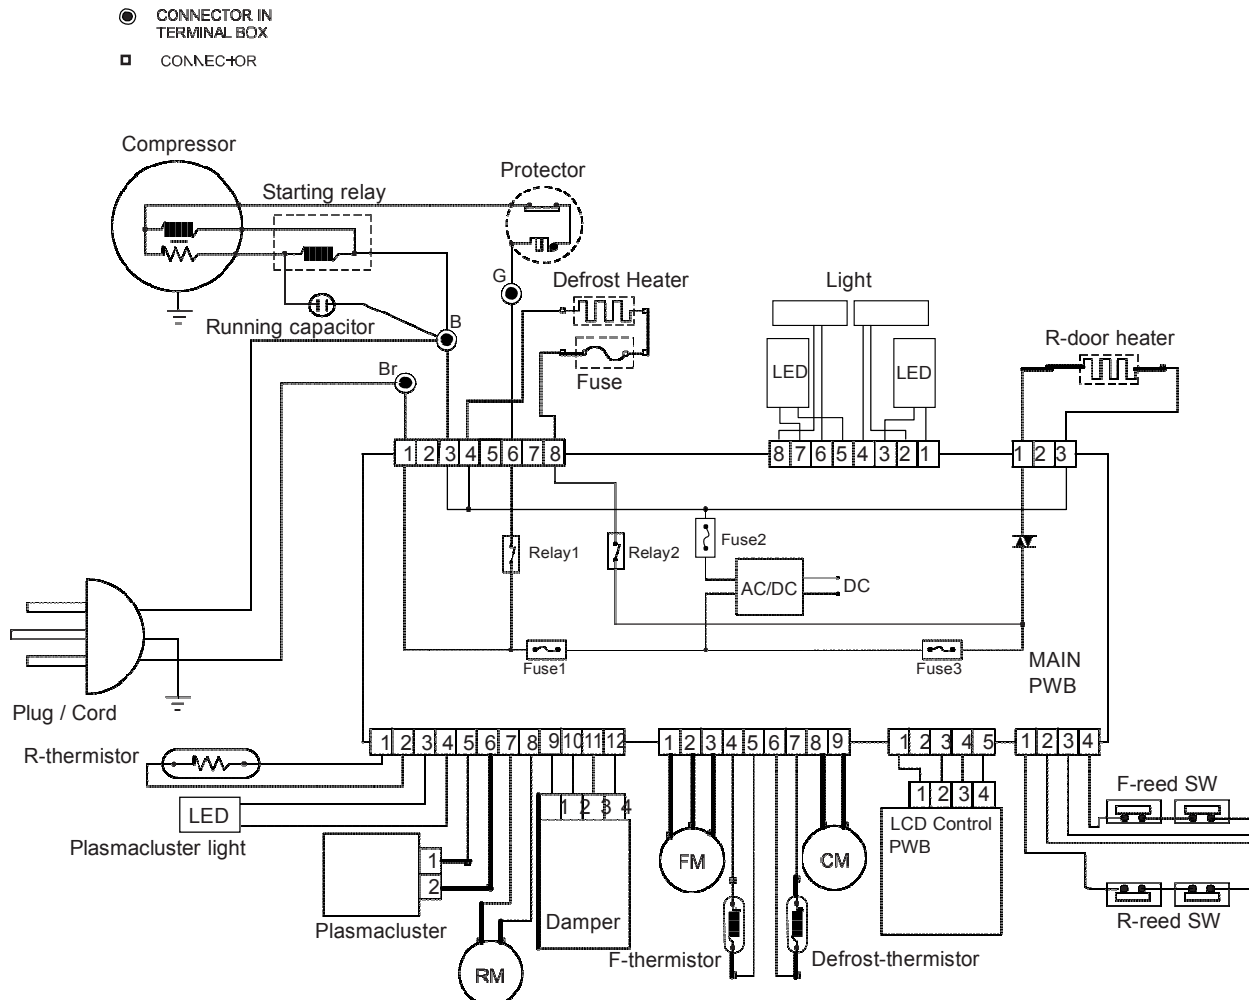 CONNECTOR IN
TERMINAL BOX
CONNECTOR
Compressor
Protector
Starting relay
G
Defrost Heater
Light
Running capacitor
B
R-door heater
Br
Fuse
LED
LED
1 2 3 4 5 6 7 8
8 7 6 5 4 3 2 1
1 2 3
Relay1
Relay2
Fuse2
AC/DC
DC
Fuse1
Fuse3
MAIN
PWB
Plug / Cord
R-thermistor
1 2 3 4 5 6 7 8 9 10 11 12
1 2 3 4 5 6 7 8 9
1 2 3 4 5
1 2 3 4
F-reed SW
LED
1 2 3 4
1 2 3 4
LCD Control
PWB
Plasmacluster light
1
2
FM
CM
Plasmacluster
Damper
R-reed SW
F-thermistor
Defrost-thermistor
RM